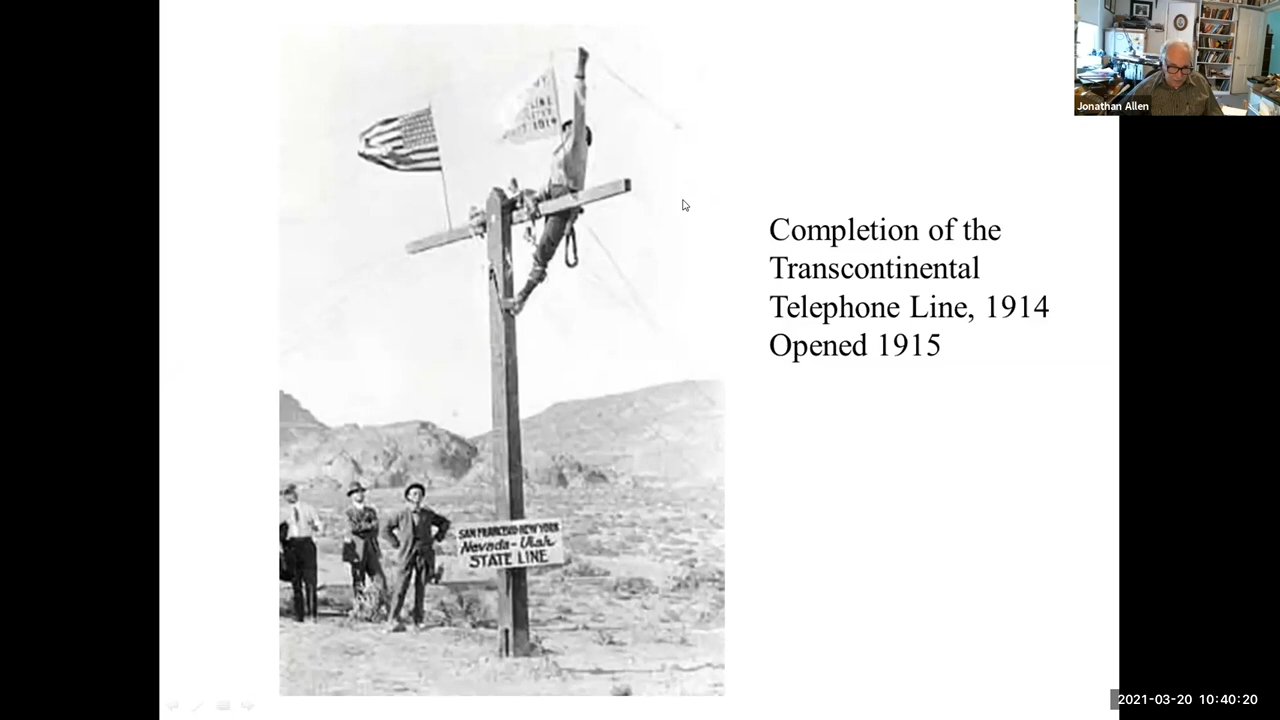 Jonathan Allen
1914
Completion of the
Transcontinental
Telephone Line, 1914
Opened 1915
SAN FRANCISCO-NEW YORK
Nevada-Utah
STATE LINE
2021-03-20 10:40:20